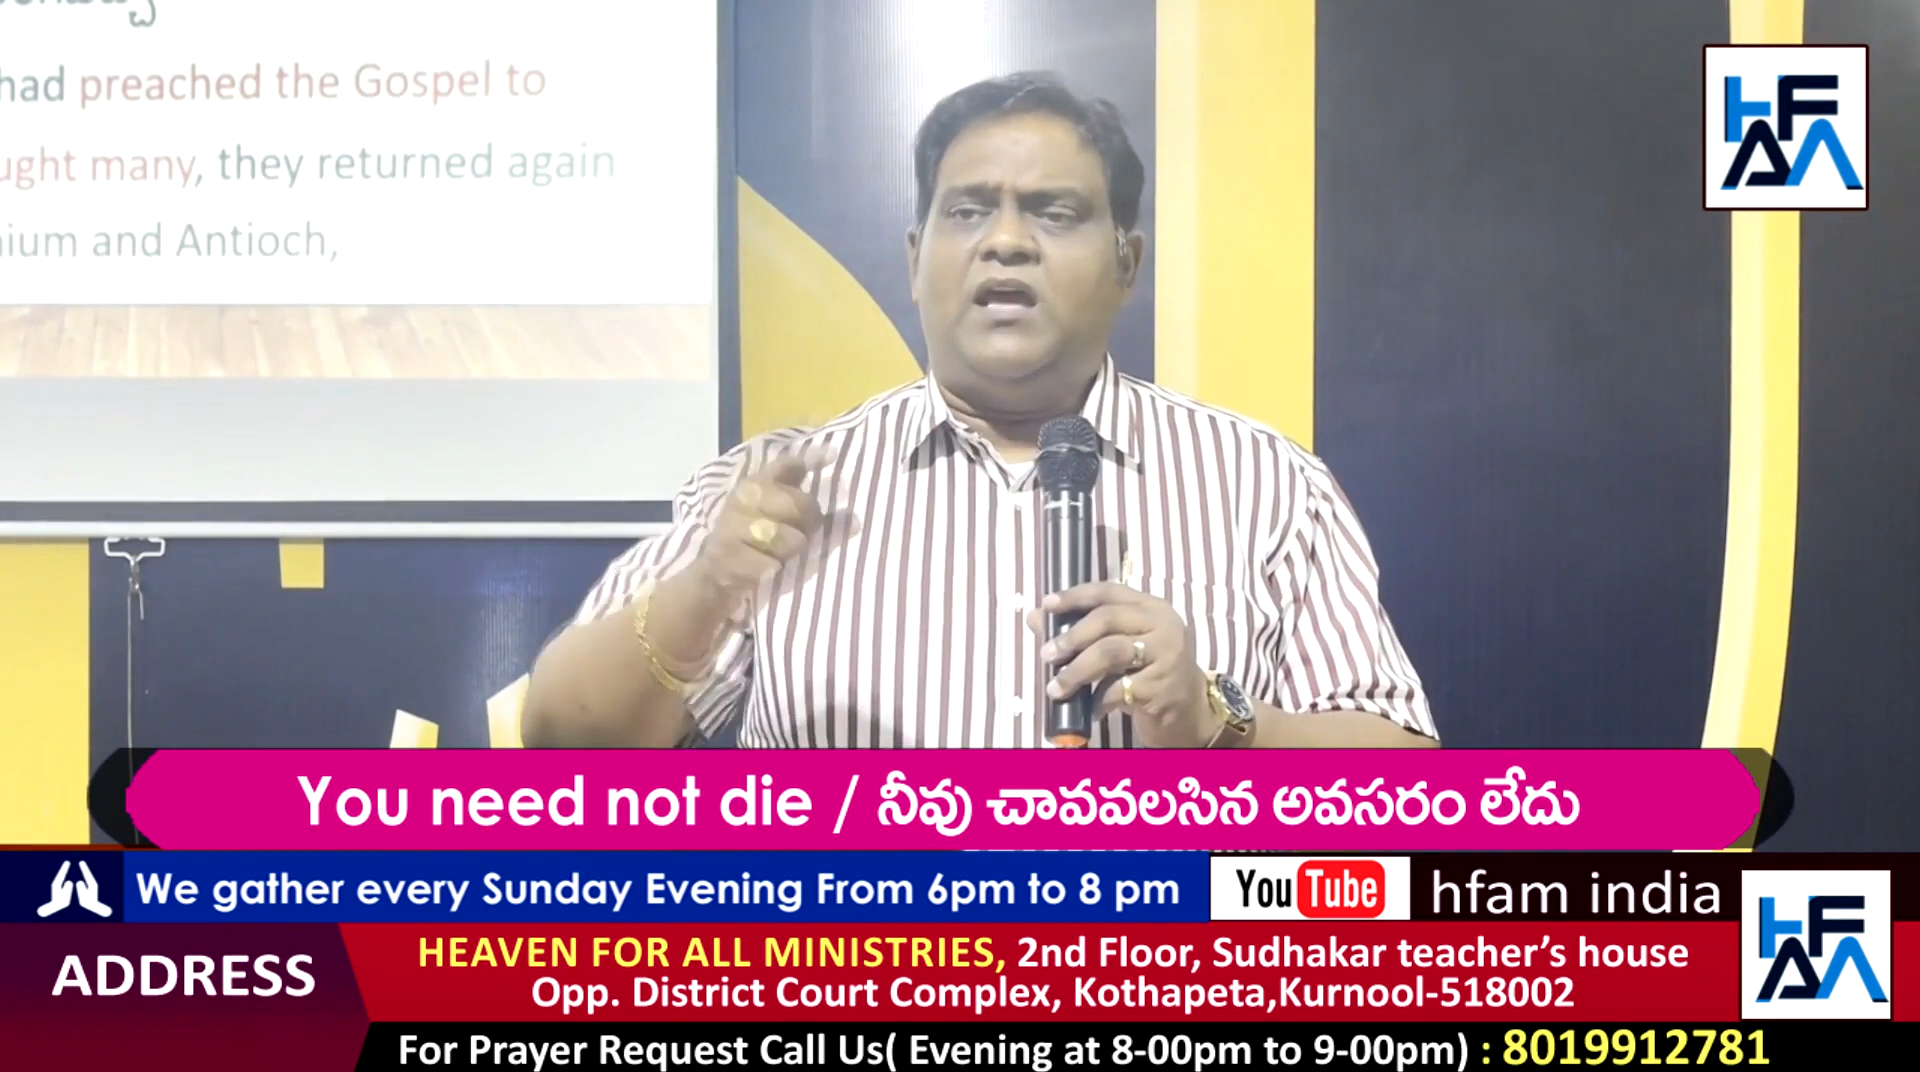 had preached the Gospel to
many, they returned again
and Antioch,
HFAM
You need not die / నీవు చావవలసిన అవసరం లేదు
We gather every Sunday Evening From 6pm to 8 pm
YouTube
hfam india
HFAM
ADDRESS
HEAVEN FOR ALL MINISTRIES, 2nd Floor, Sudhakar teacher’s house
Opp. District Court Complex, Kothapeta,Kurnool-518002
For Prayer Request Call Us( Evening at 8-00pm to 9-00pm) : 8019912781